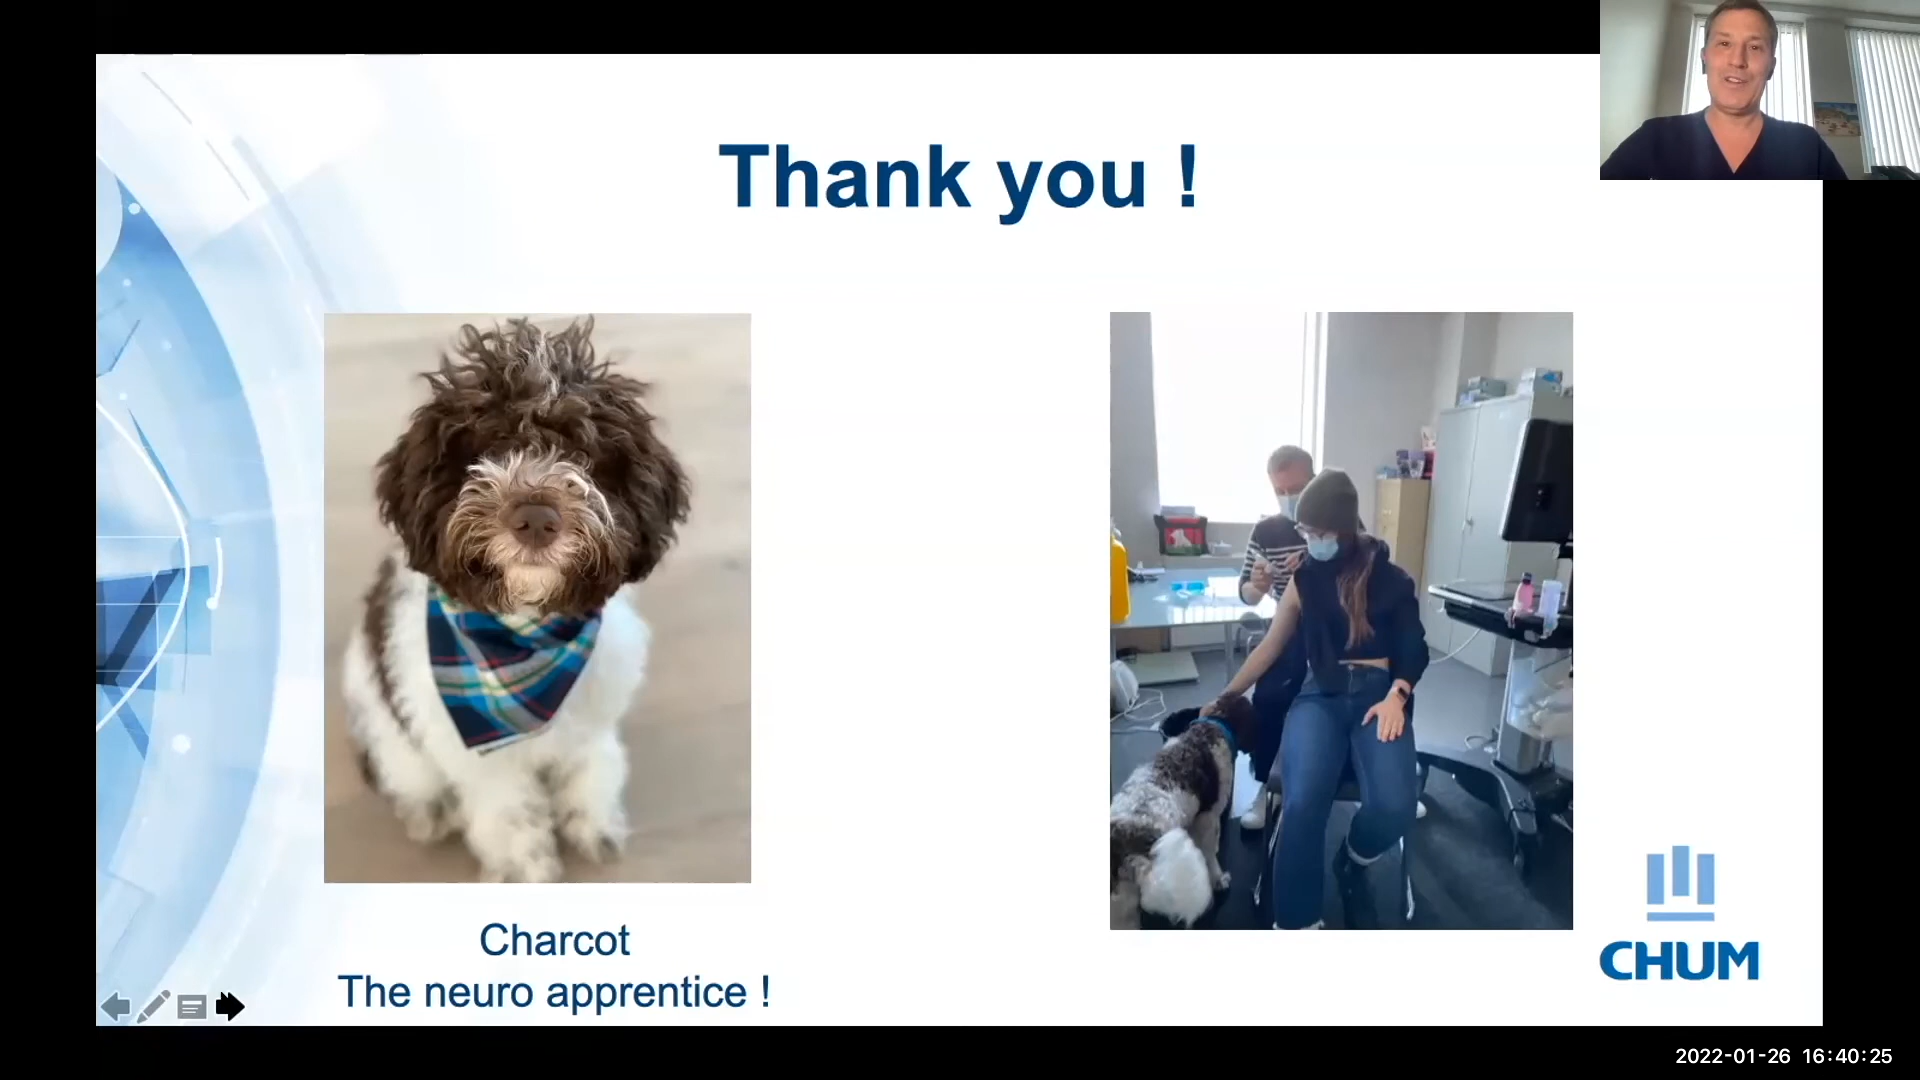 Thank you !
Charcot
The neuro apprentice !
CHUM
2022-01-26 16:40:25